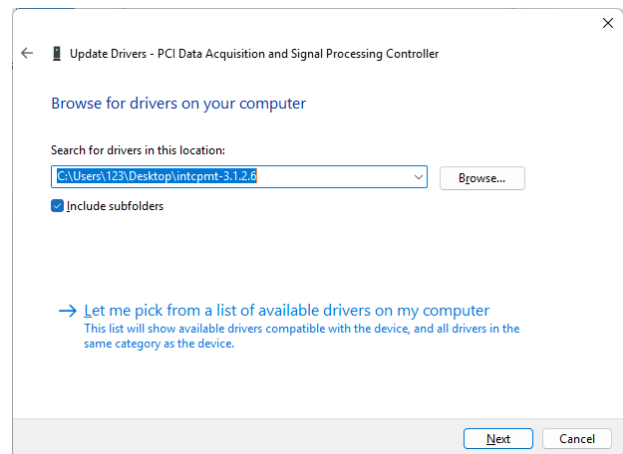 Update Drivers - PCI Data Acquisition and Signal Processing Controller
Browse for drivers on your computer
Search for drivers in this location:
C:\Users\123\Desktop\intcpmt-3.1.2.6
Browse...
Include subfolders
Let me pick from a list of available drivers on my computer
This list will show available drivers compatible with the device, and all drivers in the
same category as the device.
Next
Cancel